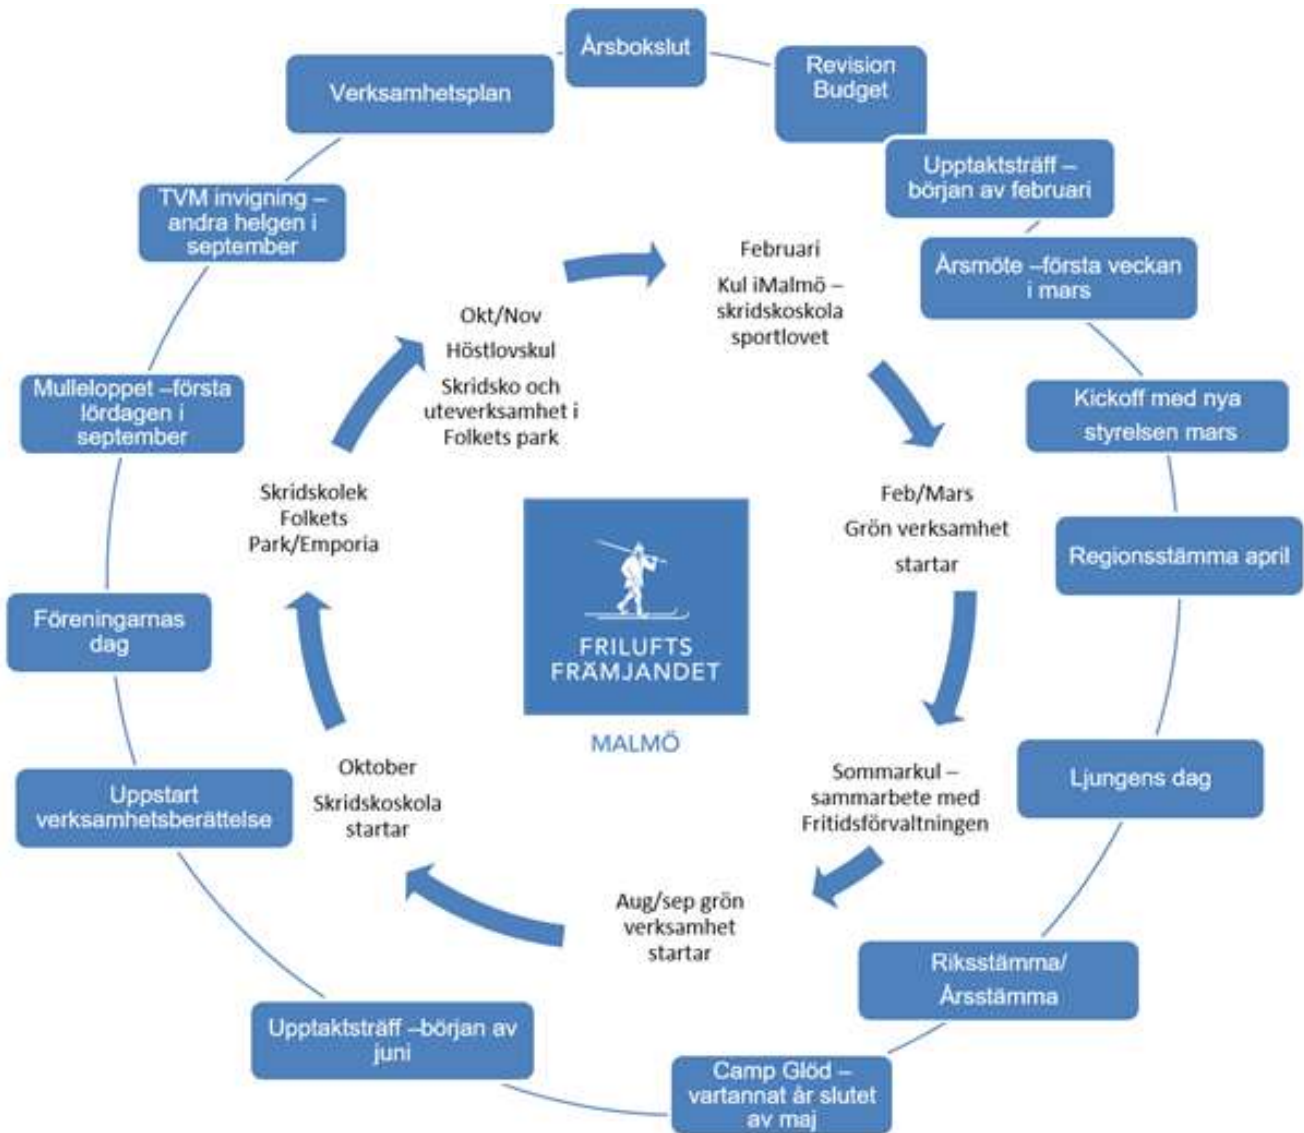 Årsbokslut
Revision
Budget
Upptaktsträff –
början av februari
Årsmöte –första veckan
i mars
Kickoff med nya
styrelsen mars
Regionsstämma april
Ljungens dag
Riksstämma/
Årsstämma
Camp Glöd –
vartannat år slutet
av maj
Upptaktsträff –början av
juni
Uppstart
verksamhetsberättelse
Föreningarnas
dag
Mulleloppet –första
lördagen i
september
TVM invigning –
andra helgen i
september
Verksamhetsplan
Februari
Kul iMalmö –
skridskoskola
sportlovet
Feb/Mars
Grön verksamhet
startar
Sommarkul –
sammarbete med
Fritidsförvaltningen
Aug/sep grön
verksamhet
startar
Oktober
Skridskoskola
startar
Skridskolek
Folkets
Park/Emporia
Okt/Nov
Höstlovskul
Skridsko och
uteverksamhet i
Folkets park
FRILUFTS
FRÄMJANDET
MALMÖ